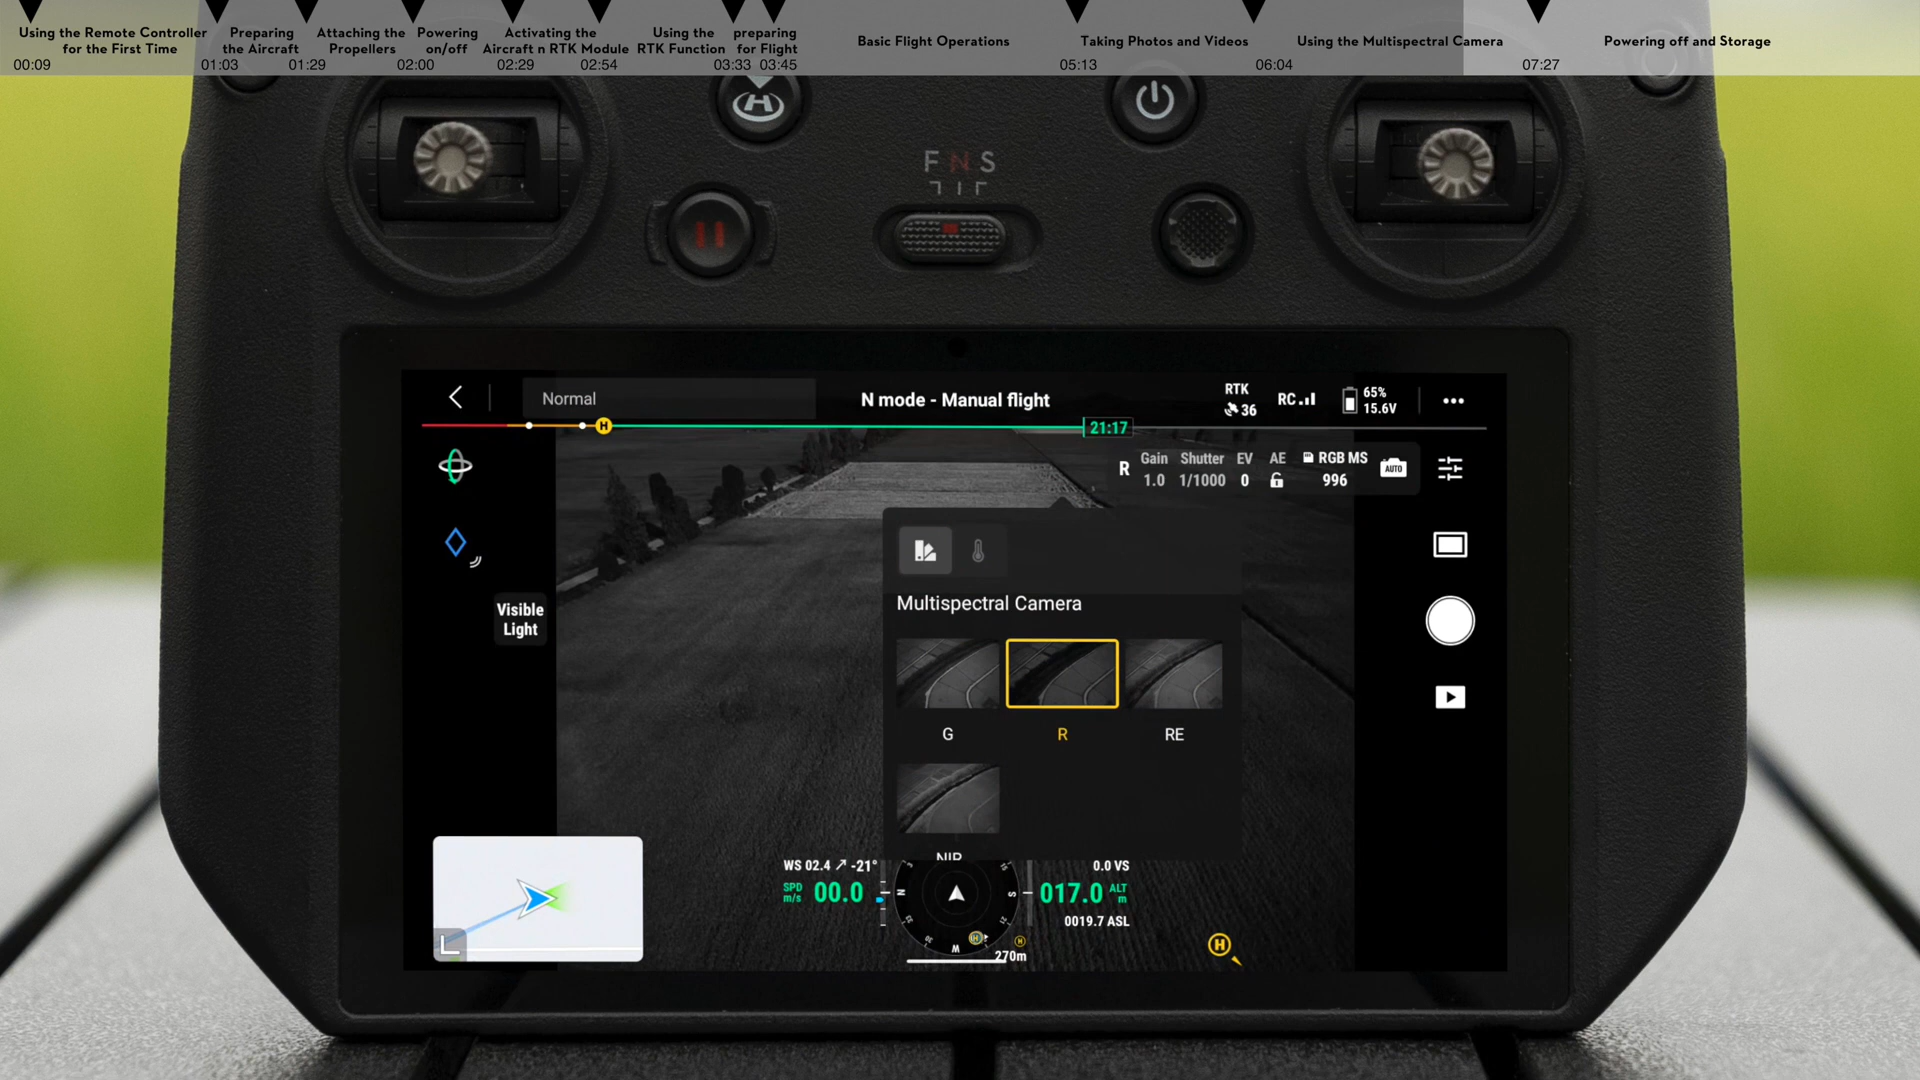 Using the Remote Controller
for the First Time
00:09
Preparing
the Aircraft
01:03
Attaching the
Propellers
01:29
Powering
on/off
02:00
Activating the
Aircraft n RTK Module
02:29
02:54
Using the
RTK Function
03:33
preparing
for Flight
03:45
Basic Flight Operations
05:13
Taking Photos and Videos
06:04
Using the Multispectral Camera
07:27
Powering off and Storage
H
F N S
Normal
N mode - Manual flight
RTK
36
RC
65%
15.6V
H
21:17
R
Gain
1.0
Shutter
1/1000
EV
0
AE
RGB MS
996
AUTO
Visible
Light
Multispectral Camera
G
R
RE
NIR
WS 02.4 ↗ -21°
SPD
m/s
00.0
N
S
W
30
21
15
33
H
H
270m
0.0 VS
017.0
ALT
m
0019.7 ASL
H